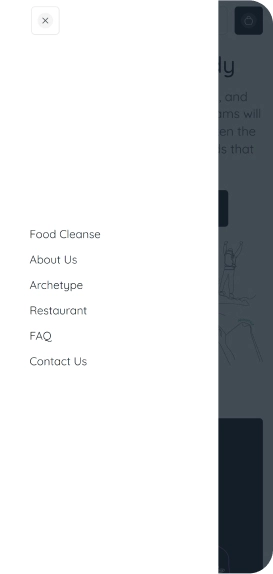 dy
and
ams will
en the
s that
Food Cleanse
About Us
Archetype
Restaurant
FAQ
Contact Us